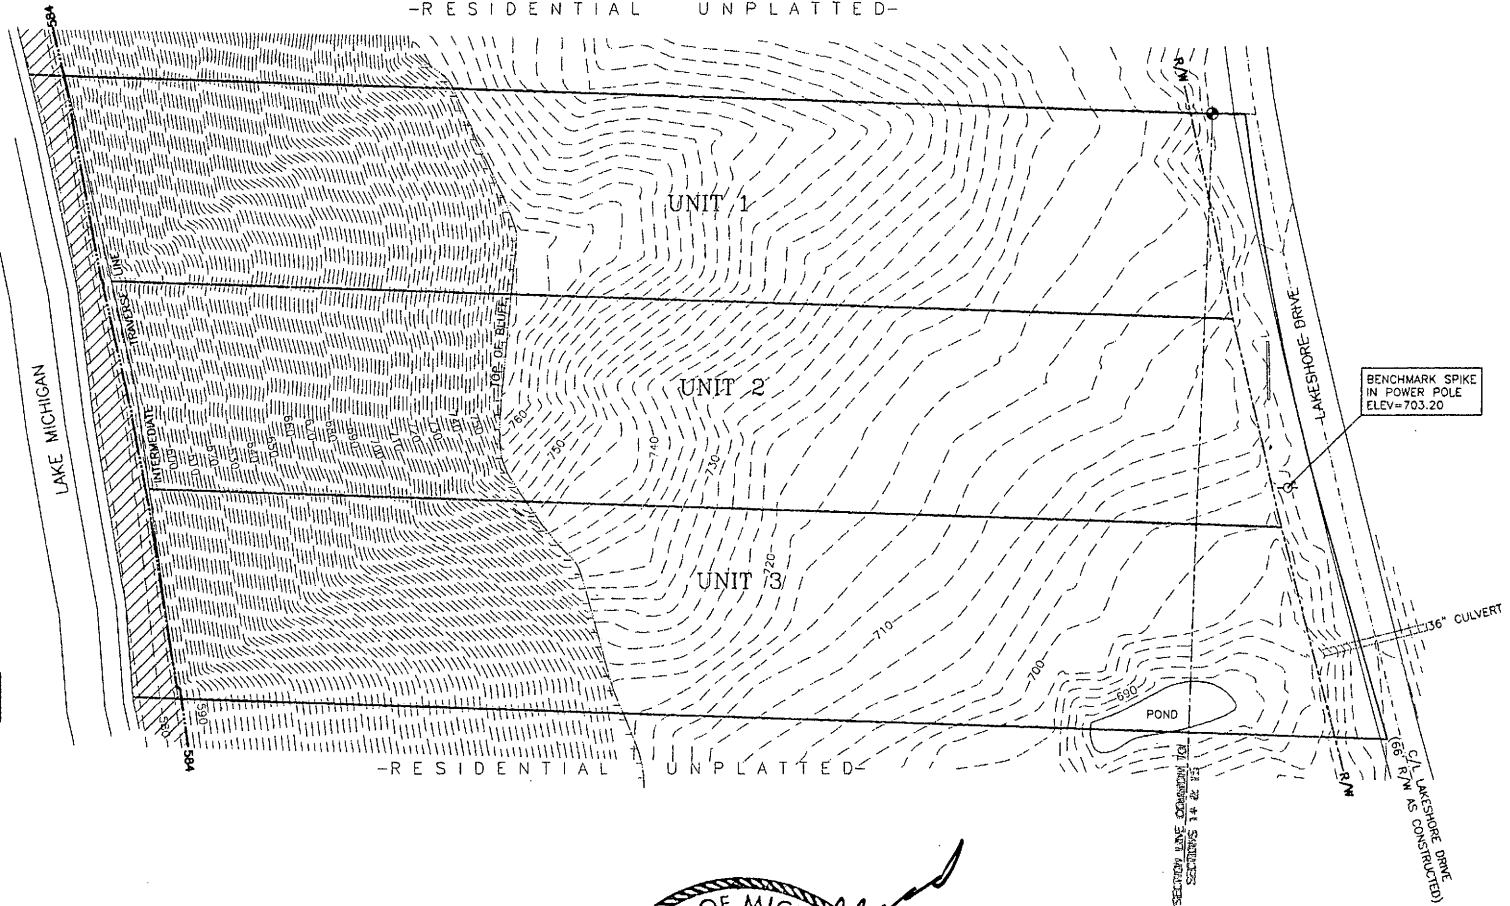 -RESIDENTIAL UNPLATTED-
584
R/W
UNIT 1
LINE
TRAVERSE
INTERMEDIATE
TOP OF BLUFF
LAKESHORE DRIVE
UNIT 2
BENCHMARK SPIKE
IN POWER POLE
ELEV=703.20
LAKE MICHIGAN
760
750
740
730
UNIT 3
720
710
700
690
POND
36" CULVERT
590
584
-RESIDENTIAL UNPLATTED-
R/W
C/L LAKESHORE DRIVE
(66' R/W AS CONSTRUCTED)
OF MIC